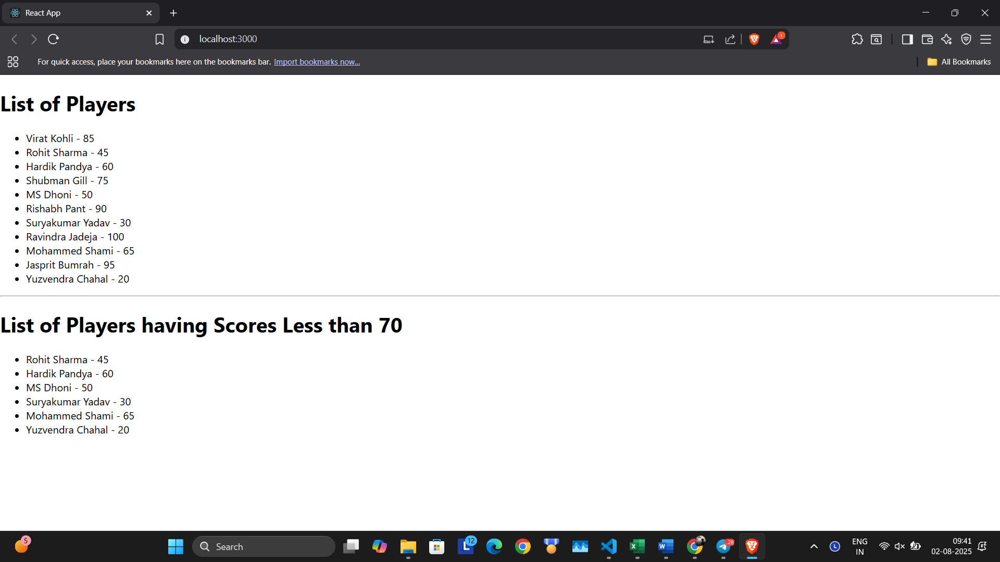 React App
localhost:3000
1
For quick access, place your bookmarks here on the bookmarks bar. Import bookmarks now...
All Bookmarks
List of Players
Virat Kohli - 85
Rohit Sharma - 45
Hardik Pandya - 60
Shubman Gill - 75
MS Dhoni - 50
Rishabh Pant - 90
Suryakumar Yadav - 30
Ravindra Jadeja - 100
Mohammed Shami - 65
Jasprit Bumrah - 95
Yuzvendra Chahal - 20
List of Players having Scores Less than 70
Rohit Sharma - 45
Hardik Pandya - 60
MS Dhoni - 50
Suryakumar Yadav - 30
Mohammed Shami - 65
Yuzvendra Chahal - 20
5
Search
L 12
X
W
28
L
ENG
IN
09:41
02-08-2025